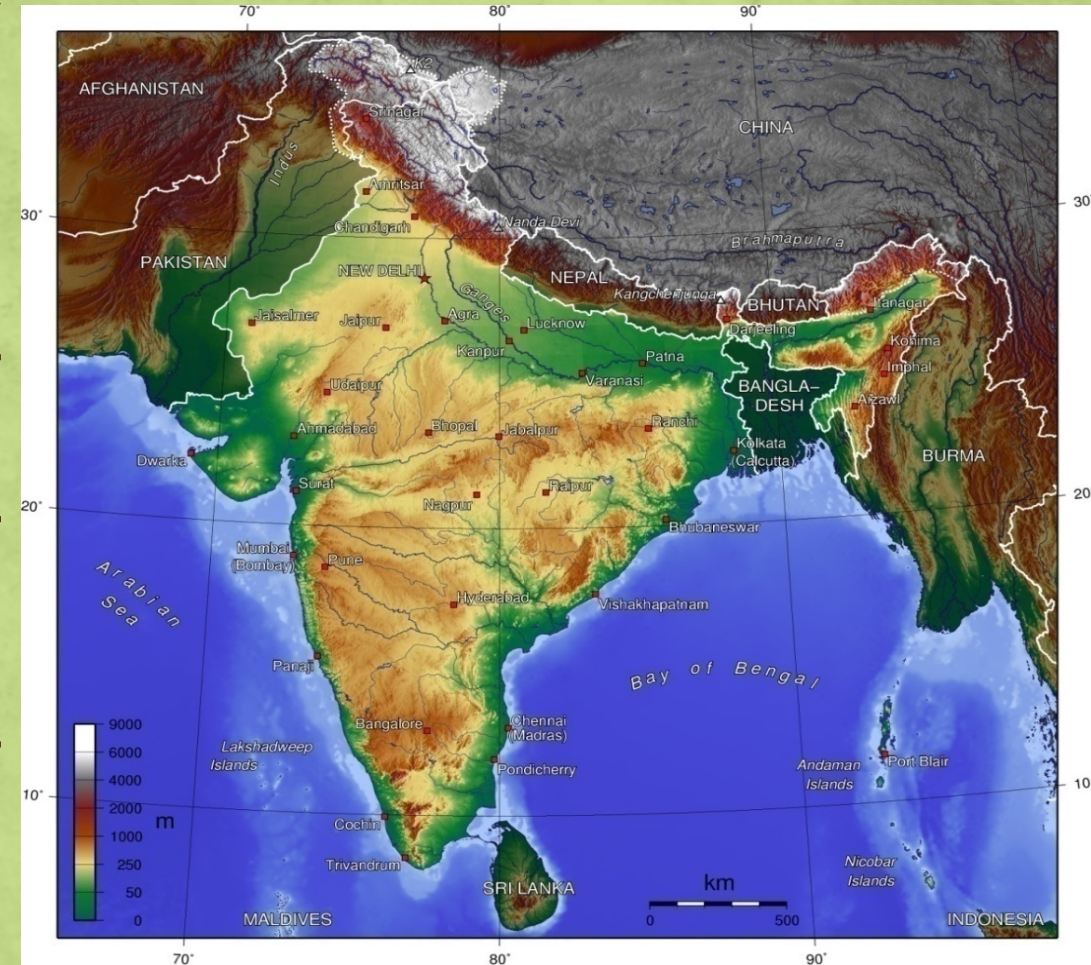 70°
80°
90°
AFGHANISTAN
K2
Srinagar
CHINA
Indus
Amritsar
30°
30°
Chandigarh
Nanda Devi
Brahmaputra
PAKISTAN
NEW DELHI
NEPAL
Kangchenjunga
BHUTAN
Itanagar
Ganges
Jaisalmer
Jaipur
Agra
Lucknow
Darjeeling
Kohima
Kanpur
Patna
Imphal
Varanasi
BANGLA–
DESH
Udaipur
Aizawl
Ahmadabad
Bhopal
Jabalpur
Ranchi
Kolkata
(Calcutta)
BURMA
Dwarka
Surat
Nagpur
Raipur
20°
20°
Bhubaneswar
Mumbai
(Bombay)
Pune
Arabian
Sea
Hyderabad
Vishakhapatnam
Panaji
Bay of Bengal
Bangalore
Chennai
(Madras)
Lakshadweep
Islands
Andaman
Islands
Port Blair
Pondicherry
10°
10°
Cochin
Trivandrum
Nicobar
Islands
9000
6000
4000
2000
1000
250
50
0
m
SRI LANKA
km
0
500
MALDIVES
INDONESIA
70°
80°
90°